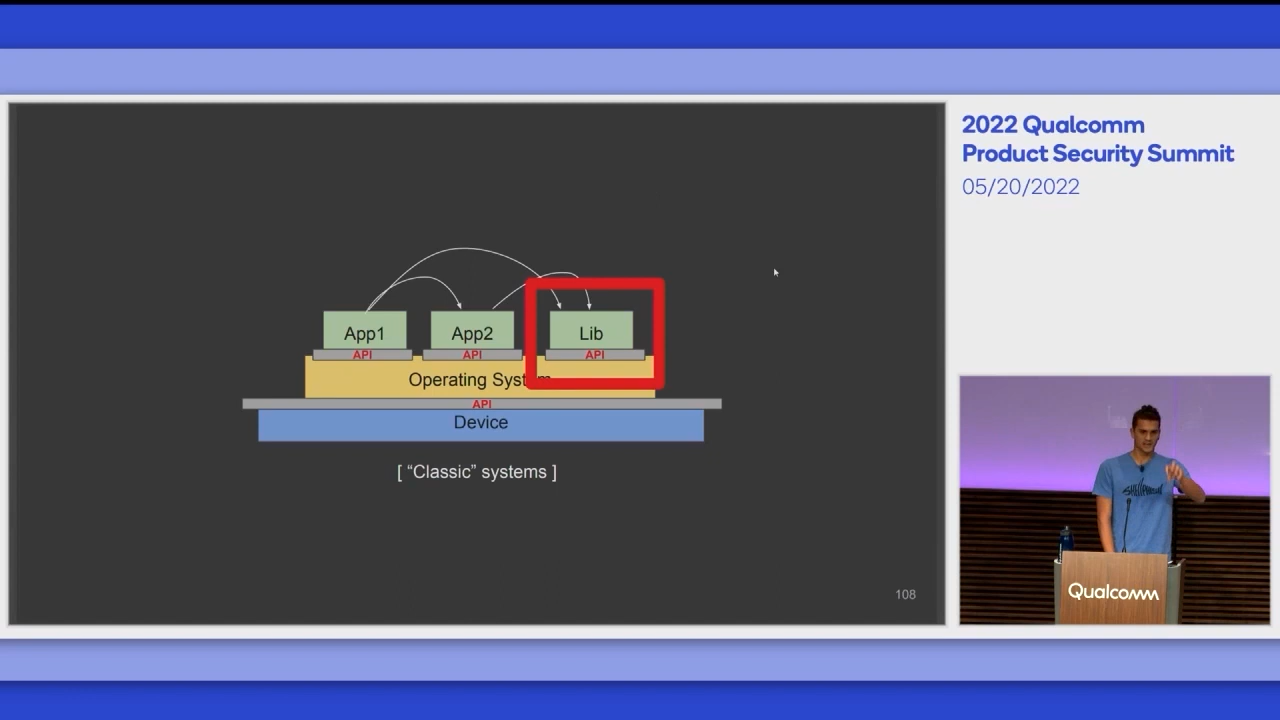 2022 Qualcomm
Product Security Summit
05/20/2022
App1
App2
Lib
API
API
API
Operating System
API
Device
[ “Classic” systems ]
108
Qualcomm